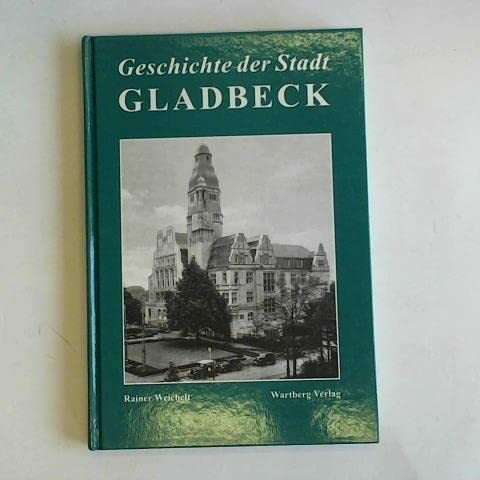 Geschichte der Stadt
GLADBECK
Rainer Weichelt
Wartberg Verlag